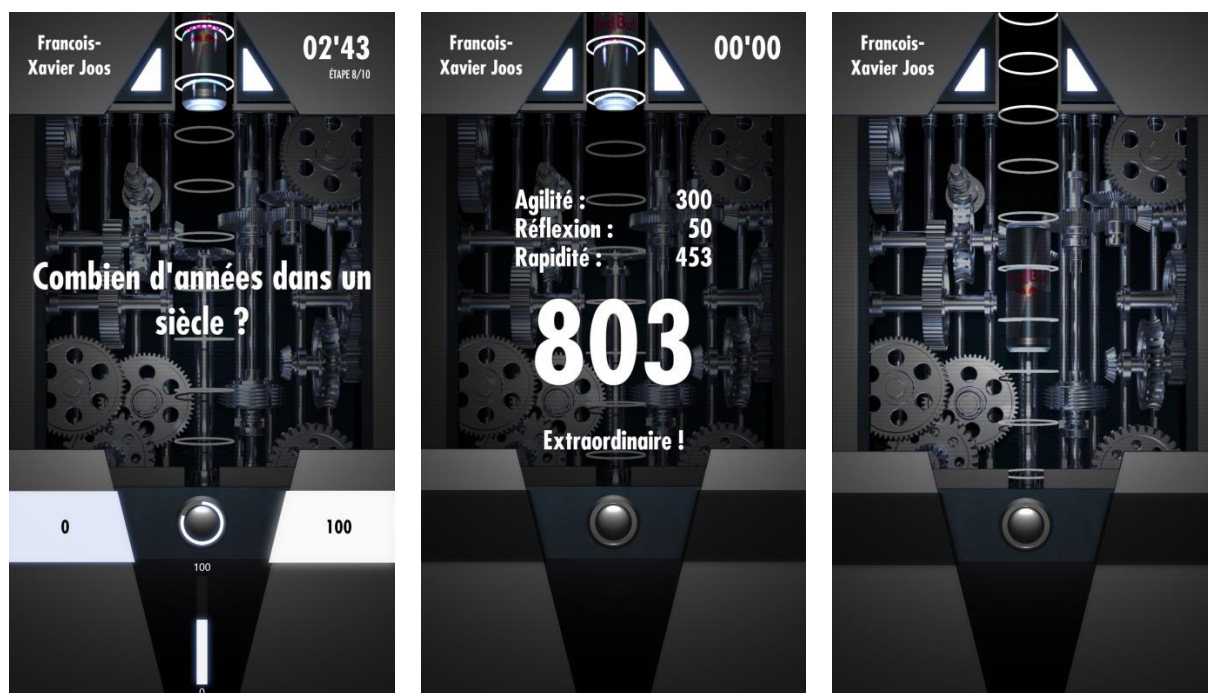 Francois-
Xavier Joos
02'43
ÉTAPE 8/10
Combien d'années dans un
siècle ?
0
100
100
0
Francois-
Xavier Joos
00'00
Agilité : 300
Réflexion : 50
Rapidité : 453
803
Extraordinaire !
Francois-
Xavier Joos